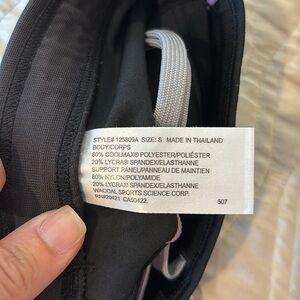 STYLE# 125809A SIZE: S MADE IN THAILAND
BODY/CORPS
80% COOLMAX® POLYESTER/POLIÉSTER
20% LYCRA® SPANDEX/ELASTHANNE
SUPPORT PANEL/PANNEAU DE MAINTIEN
80% NYLON/POLYAMIDE
20% LYCRA® SPANDEX/ELASTHANNE
WACOAL SPORTS SCIENCE CORP.
CA50422. 507